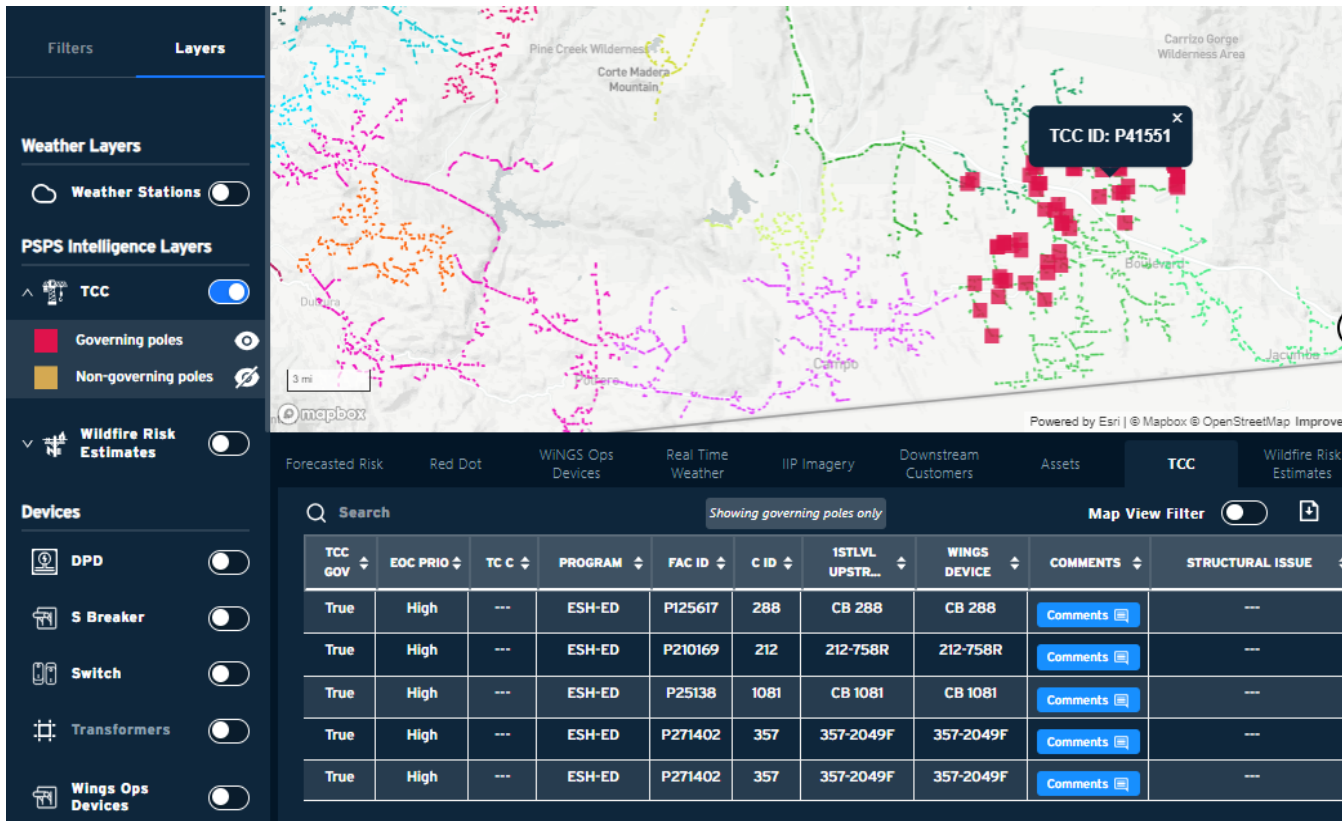 Filters Layers
Weather Layers
Weather Stations
PSPS Intelligence Layers
TCC
Governing poles
Non-governing poles
Wildfire Risk
Estimates
Devices
DPD
S Breaker
Switch
Transformers
Wings Ops
Devices
Pine Creek Wilderness
Corte Madera
Mountain
Carrizo Gorge
Wilderness Area
TCC ID: P41551
×
Boulevard
Campo
3 mi
mapbox
Powered by Esri | © Mapbox © OpenStreetMap Improve
Forecasted Risk
Red Dot
WiNGS Ops
Devices
Real Time
Weather
IIP Imagery
Downstream
Customers
Assets
TCC
Wildfire Risk
Estimates
Search
Showing governing poles only
Map View Filter
TCC GOV EOC PRIO TC C PROGRAM FAC ID C ID 1STLVL UPSTR... WINGS DEVICE COMMENTS STRUCTURAL ISSUE
True High --- ESH-ED P125617 288 CB 288 CB 288 Comments ---
True High --- ESH-ED P210169 212 212-758R 212-758R Comments ---
True High --- ESH-ED P25138 1081 CB 1081 CB 1081 Comments ---
True High --- ESH-ED P271402 357 357-2049F 357-2049F Comments ---
True High --- ESH-ED P271402 357 357-2049F 357-2049F Comments ---